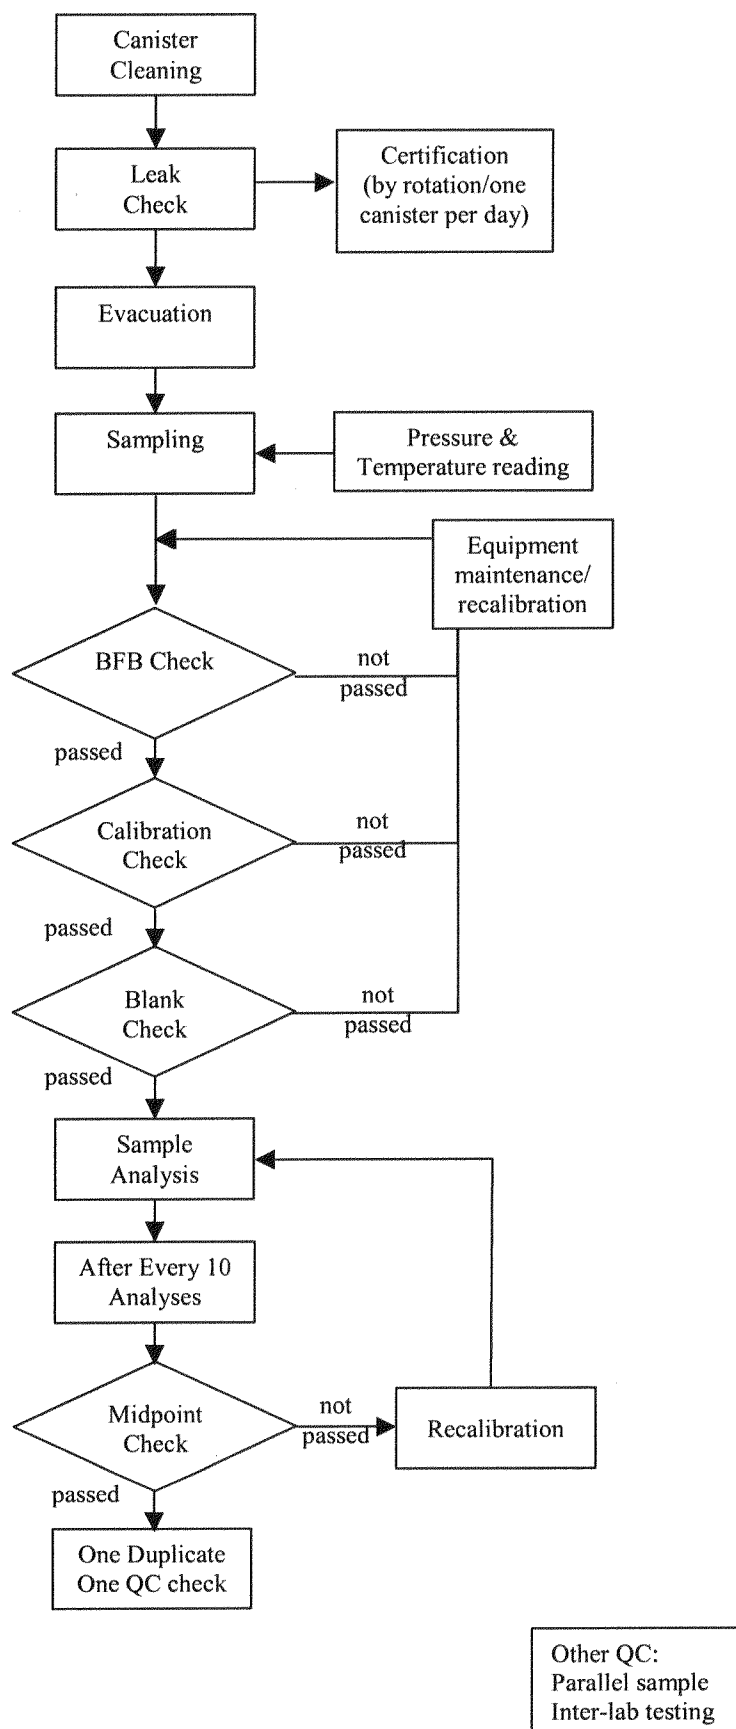 Canister
Cleaning
Leak
Check
Certification
(by rotation/one
canister per day)
Evacuation
Sampling
Pressure &
Temperature reading
Equipment
maintenance/
recalibration
BFB Check
not
passed
passed
Calibration
Check
not
passed
passed
Blank
Check
not
passed
passed
Sample
Analysis
After Every 10
Analyses
Midpoint
Check
not
passed
Recalibration
passed
One Duplicate
One QC check
Other QC:
Parallel sample
Inter-lab testing